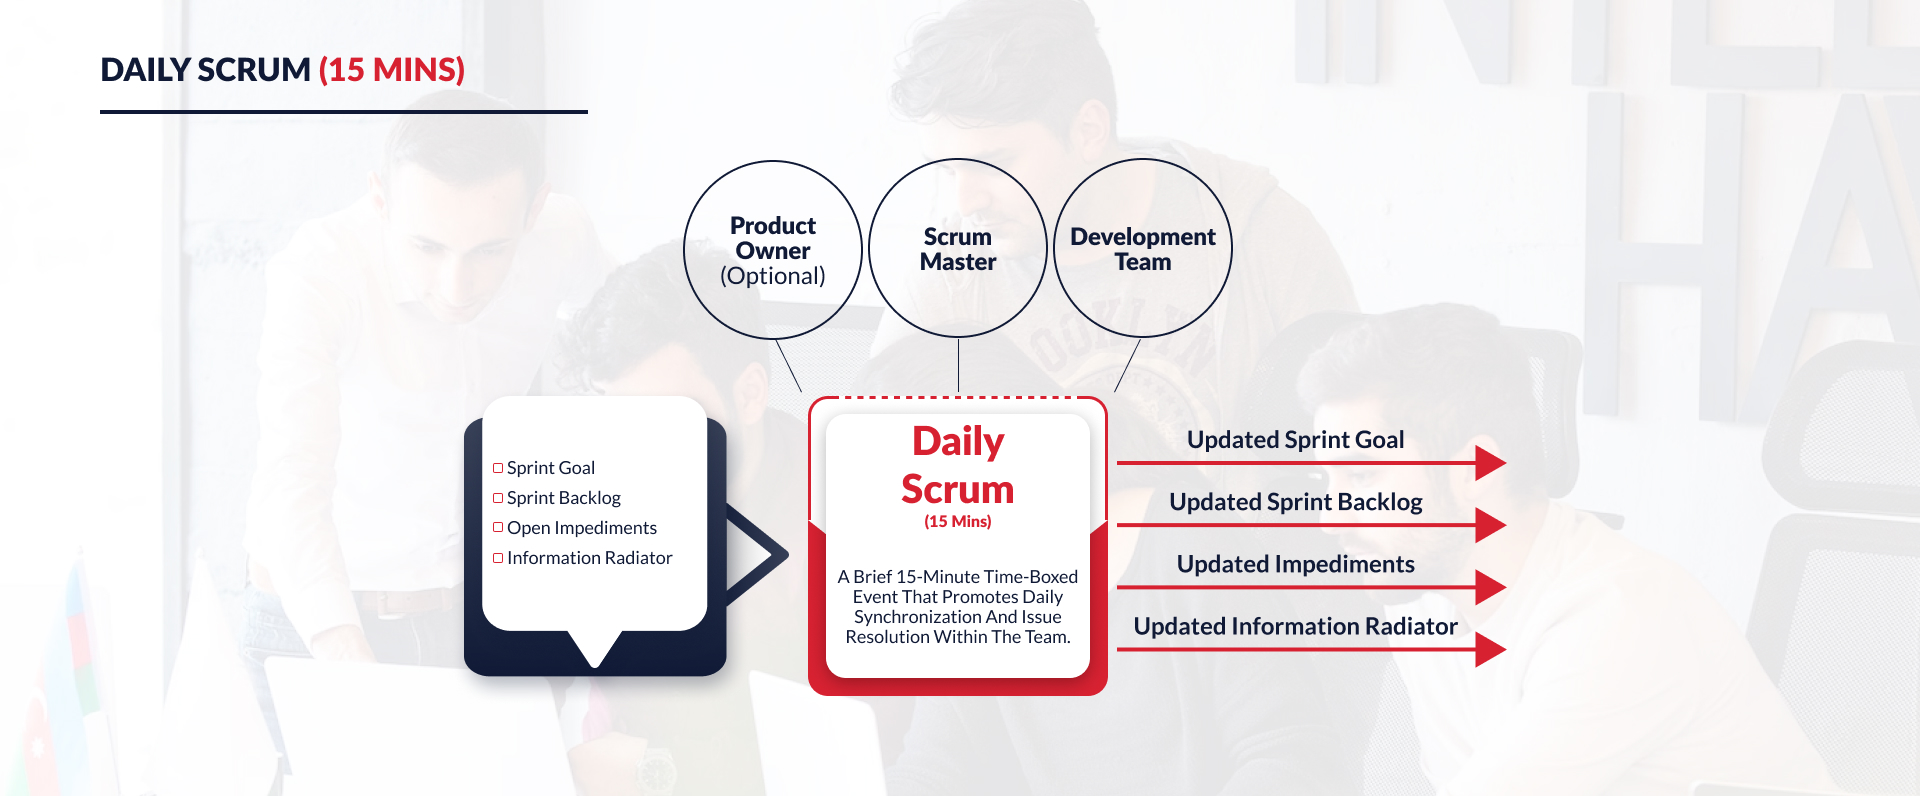 DAILY SCRUM (15 MINS)
Product
Owner
(Optional)
Scrum
Master
Development
Team
Sprint Goal
Sprint Backlog
Open Impediments
Information Radiator
Daily
Scrum
(15 Mins)
A Brief 15-Minute Time-Boxed
Event That Promotes Daily
Synchronization And Issue
Resolution Within The Team.
Updated Sprint Goal
Updated Sprint Backlog
Updated Impediments
Updated Information Radiator